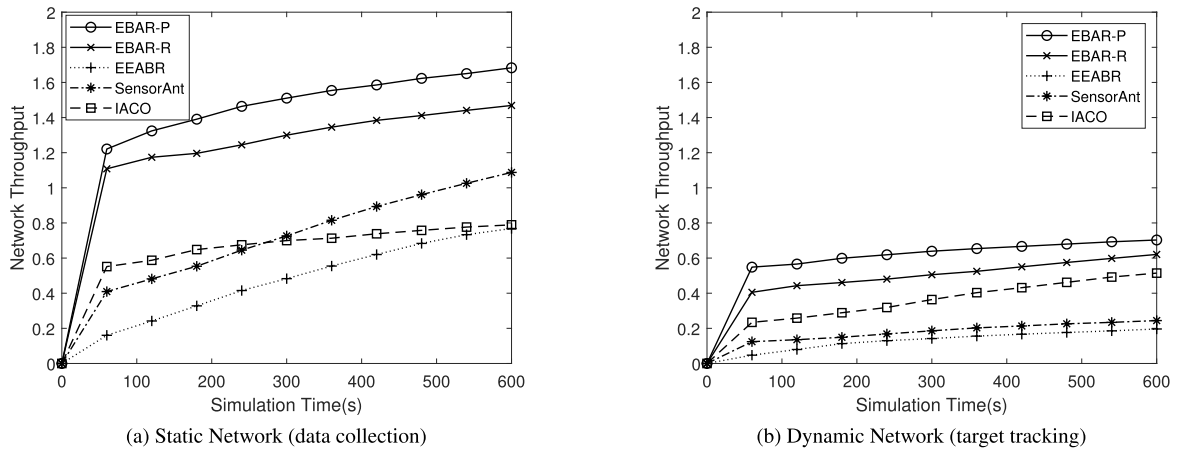 2
1.8
1.6
1.4
1.2
1
0.8
0.6
0.4
0.2
0
Network Throughput
EBAR-P
EBAR-R
EEABR
SensorAnt
IACO
0 100 200 300 400 500 600
Simulation Time(s)
(a) Static Network (data collection)
2
1.8
1.6
1.4
1.2
1
0.8
0.6
0.4
0.2
0
Network Throughput
EBAR-P
EBAR-R
EEABR
SensorAnt
IACO
0 100 200 300 400 500 600
Simulation Time(s)
(b) Dynamic Network (target tracking)